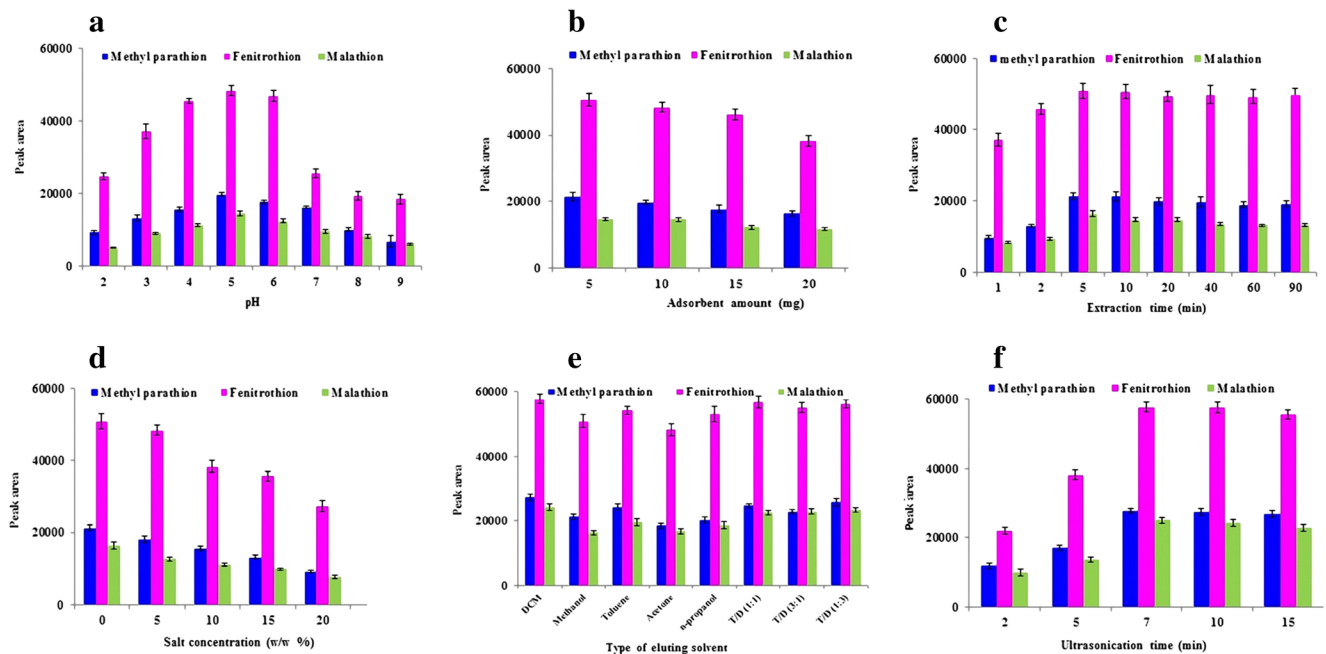 a
Methyl parathion Fenitrothion Malathion
60000
40000
20000
0
Peak area
2 3 4 5 6 7 8 9
pH
b
Methyl parathion Fenitrothion Malathion
60000
40000
20000
0
Peak area
5 10 15 20
Adsorbent amount (mg)
c
methyl parathion Fenitrothion Malathion
60000
40000
20000
0
Peak area
1 2 5 10 20 40 60 90
Extraction time (min)
d
Methyl parathion Fenitrothion Malathion
60000
40000
20000
0
Peak area
0 5 10 15 20
Salt concentration (w/w %)
e
Methyl parathion Fenitrothion Malathion
60000
40000
20000
0
Peak area
DCM Methanol Toluene Acetone n-propanol T/D (1:1) T/D (3:1) T/D (1:3)
Type of eluting solvent
f
Methyl parathion Fenitrothion Malathion
60000
40000
20000
0
Peak area
2 5 7 10 15
Ultrasonication time (min)